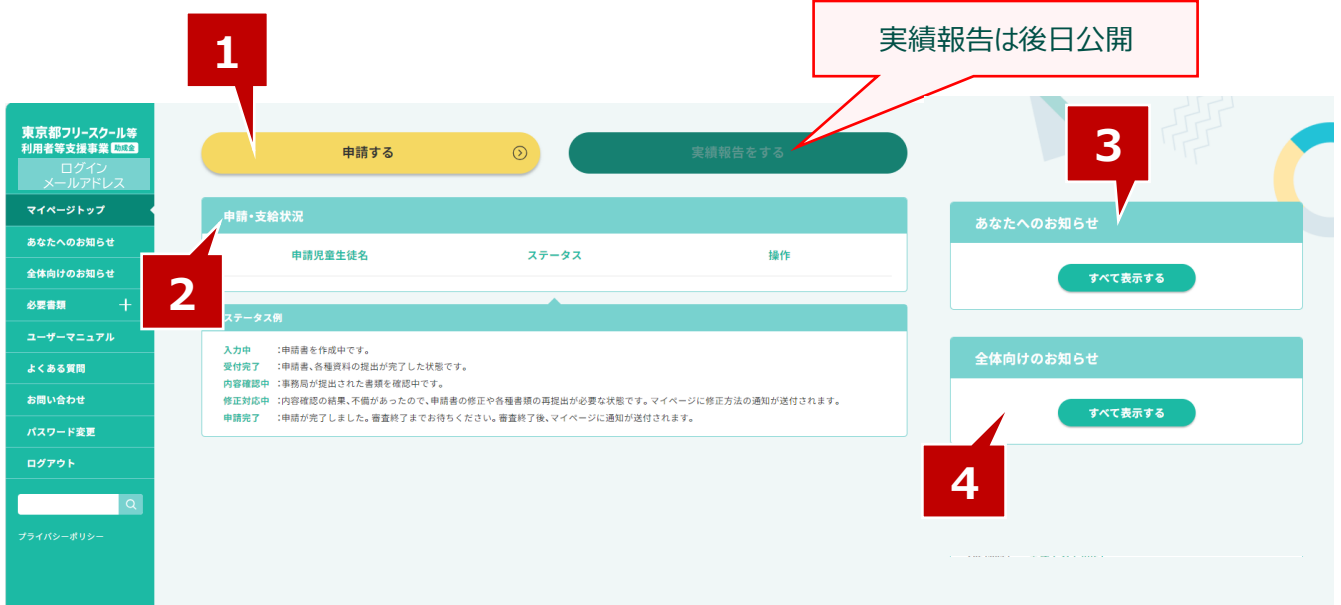 1
実績報告は後日公開
東京都フリースクール等
利用者等支援事業 助成金
ログイン
メールアドレス
マイページトップ
あなたへのお知らせ
全体向けのお知らせ
必要書類 ＋
ユーザーマニュアル
よくある質問
お問い合わせ
パスワード変更
ログアウト
プライバシーポリシー
申請する
実績報告をする
2
申請・支給状況
申請児童生徒名 ステータス 操作
ステータス例
入力中 :申請書を作成中です。
受付完了 :申請書、各種資料の提出が完了した状態です。
内容確認中 :事務局が提出された書類を確認中です。
修正対応中 :内容確認の結果、不備があったので、申請書の修正や各種書類の再提出が必要な状態です。マイページに修正方法の通知が送付されます。
申請完了 :申請が完了しました。審査終了までお待ちください。審査終了後、マイページに通知が送付されます。
3
あなたへのお知らせ
すべて表示する
全体向けのお知らせ
すべて表示する
4